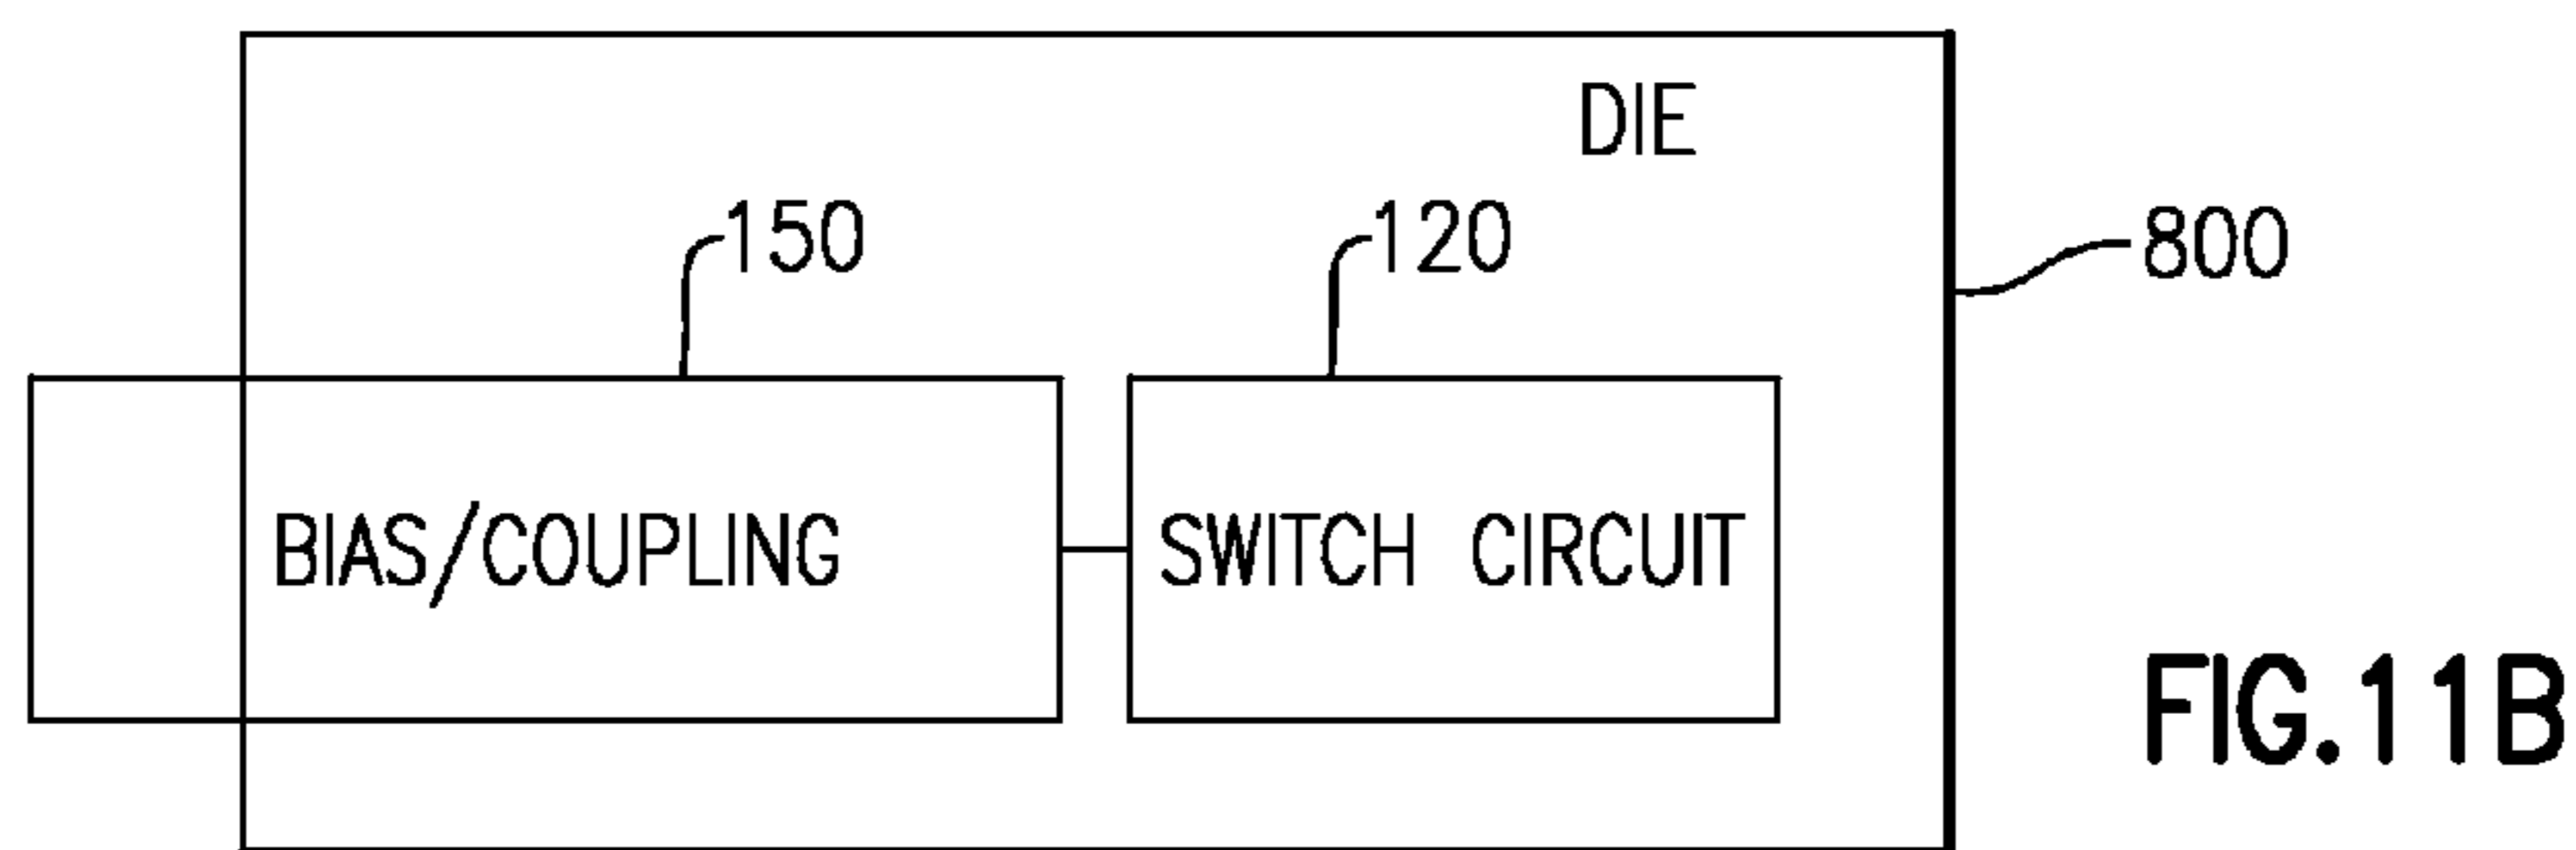 DIE
150
120
800
BIAS/COUPLING
SWITCH CIRCUIT
FIG.11B